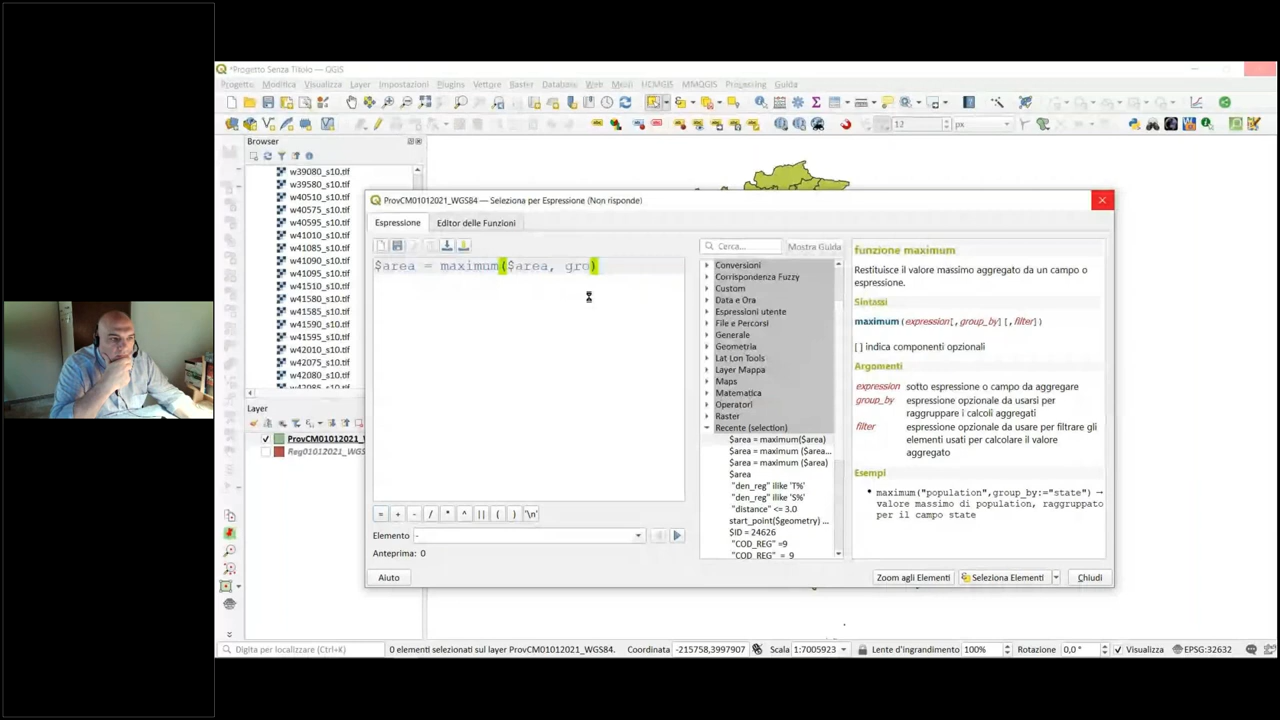 *Progetto Senza Titolo — QGIS
Progetto Modifica Visualizza Layer Impostazioni Plugins Vettore Raster Database Web Mesh HCMGIS MMQGIS Processing Guida
12 px
Browser
w39080_s10.tif
w39580_s10.tif
w40510_s10.tif
w40575_s10.tif
w40595_s10.tif
w41010_s10.tif
w41085_s10.tif
w41090_s10.tif
w41095_s10.tif
w41510_s10.tif
w41580_s10.tif
w41585_s10.tif
w41590_s10.tif
w41595_s10.tif
w42010_s10.tif
w42075_s10.tif
w42080_s10.tif
w42085_s10.tif
Layer
ProvCM01012021_W
Reg01012021_WGS
ProvCM01012021_WGS84 — Seleziona per Espressione (Non risponde)
Espressione Editor delle Funzioni
$area = maximum($area, gro)
= + - / * ^ || ( ) '\n'
Elemento -
Anteprima: 0
Aiuto
Cerca... Mostra Guida
Conversioni
Corrispondenza Fuzzy
Custom
Data e Ora
Espressioni utente
File e Percorsi
Generale
Geometria
Lat Lon Tools
Layer Mappa
Maps
Matematica
Operatori
Raster
Recente (selection)
$area = maximum($area)
$area = maximum ($area...
$area = maximum ($area)
$area
"den_reg" ilike 'T%'
"den_reg" ilike 'S%'
"distance" <= 3.0
start_point($geometry) ...
$ID = 24626
"COD_REG" =9
"COD_REG" = 9
funzione maximum
Restituisce il valore massimo aggregato da un campo o
espressione.
Sintassi
maximum(expression[,group_by][,filter])
[ ] indica componenti opzionali
Argomenti
expression sotto espressione o campo da aggregare
group_by espressione opzionale da usarsi per
raggruppare i calcoli aggregati
filter espressione opzionale da usare per filtrare gli
elementi usati per calcolare il valore
aggregato
Esempi
• maximum("population",group_by:="state") →
valore massimo di population, raggruppato
per il campo state
Zoom agli Elementi Seleziona Elementi Chiudi
Digita per localizzare (Ctrl+K) 0 elementi selezionati sul layer ProvCM01012021_WGS84. Coordinata -215758,3997907 Scala 1:7005923 Lente d'ingrandimento 100% Rotazione 0,0 ° Visualizza EPSG:32632